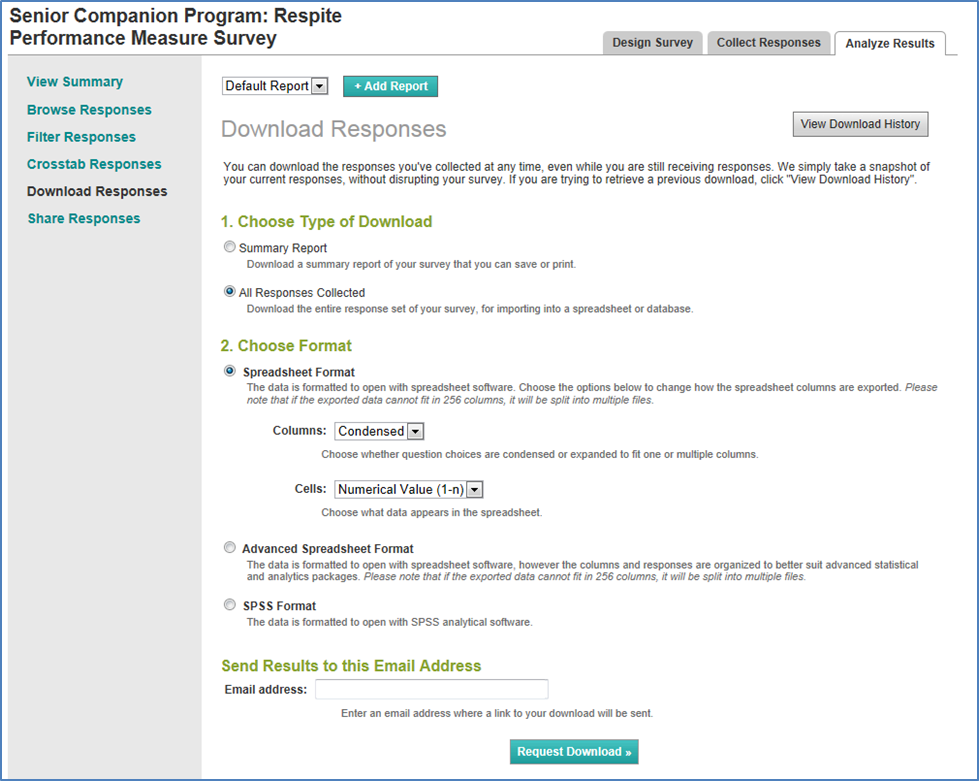 Senior Companion Program: Respite
Performance Measure Survey
Design Survey
Collect Responses
Analyze Results
View Summary
Browse Responses
Filter Responses
Crosstab Responses
Download Responses
Share Responses
Default Report
+ Add Report
Download Responses
View Download History
You can download the responses you've collected at any time, even while you are still receiving responses. We simply take a snapshot of
your current responses, without disrupting your survey. If you are trying to retrieve a previous download, click "View Download History".
1. Choose Type of Download
Summary Report
Download a summary report of your survey that you can save or print.
All Responses Collected
Download the entire response set of your survey, for importing into a spreadsheet or database.
2. Choose Format
Spreadsheet Format
The data is formatted to open with spreadsheet software. Choose the options below to change how the spreadsheet columns are exported. Please
note that if the exported data cannot fit in 256 columns, it will be split into multiple files.
Columns: Condensed
Choose whether question choices are condensed or expanded to fit one or multiple columns.
Cells: Numerical Value (1-n)
Choose what data appears in the spreadsheet.
Advanced Spreadsheet Format
The data is formatted to open with spreadsheet software, however the columns and responses are organized to better suit advanced statistical
and analytics packages. Please note that if the exported data cannot fit in 256 columns, it will be split into multiple files.
SPSS Format
The data is formatted to open with SPSS analytical software.
Send Results to this Email Address
Email address:
Enter an email address where a link to your download will be sent.
Request Download »